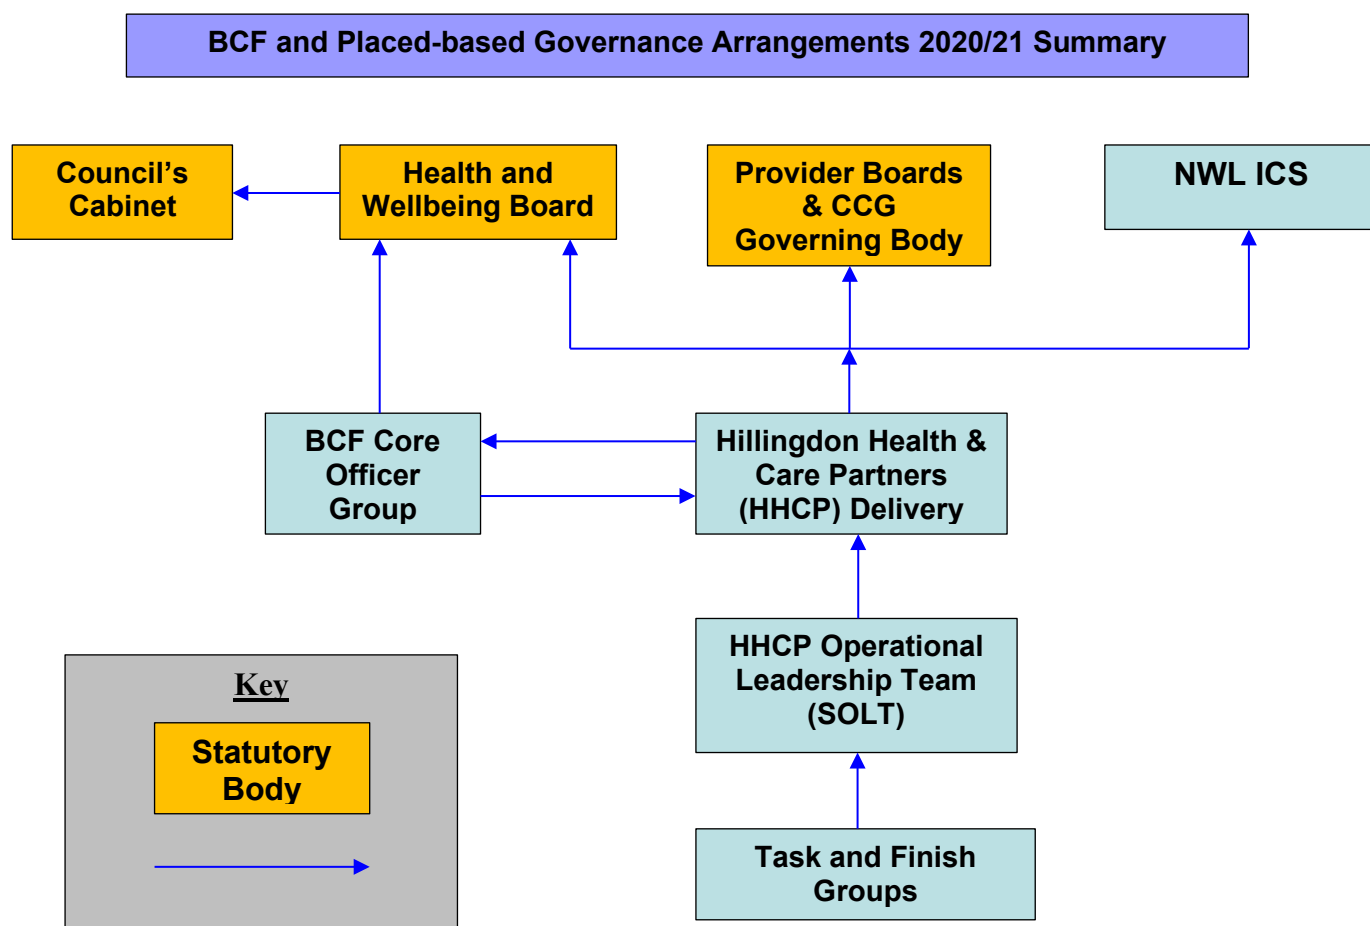 BCF and Placed-based Governance Arrangements 2020/21 Summary
Council’s
Cabinet
Health and
Wellbeing Board
Provider Boards
& CCG
Governing Body
NWL ICS
BCF Core
Officer
Group
Hillingdon Health &
Care Partners
(HHCP) Delivery
HHCP Operational
Leadership Team
(SOLT)
Key
Statutory
Body
Task and Finish
Groups